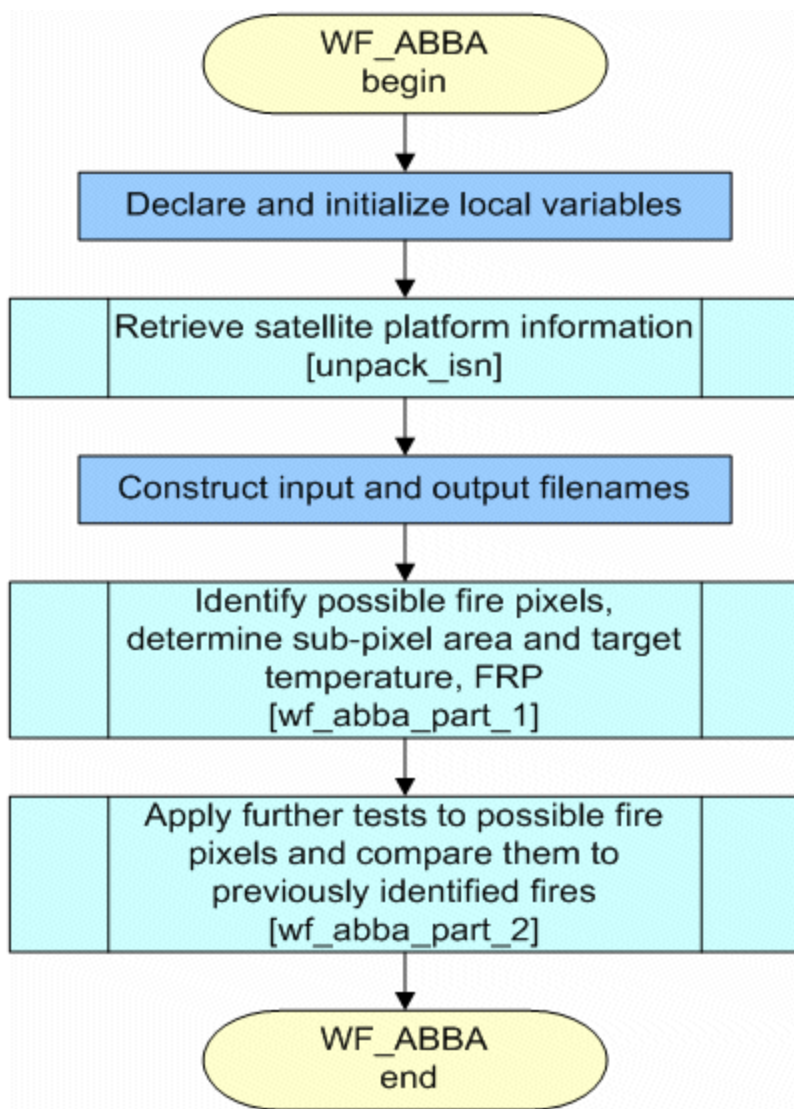 WF_ABBA
begin
Declare and initialize local variables
Retrieve satellite platform information
[unpack_isn]
Construct input and output filenames
Identify possible fire pixels,
determine sub-pixel area and target
temperature, FRP
[wf_abba_part_1]
Apply further tests to possible fire
pixels and compare them to
previously identified fires
[wf_abba_part_2]
WF_ABBA
end